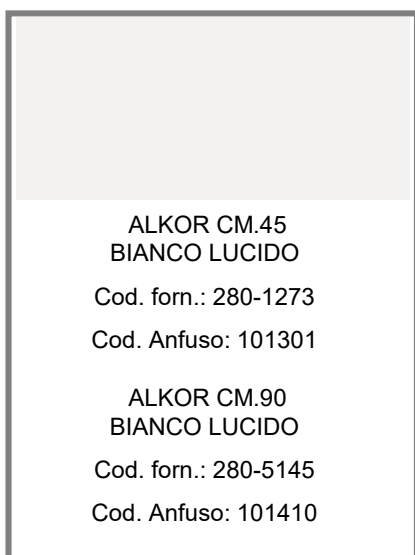 ALKOR CM.45
BIANCO LUCIDO
Cod. forn.: 280-1273
Cod. Anfuso: 101301
ALKOR CM.90
BIANCO LUCIDO
Cod. forn.: 280-5145
Cod. Anfuso: 101410